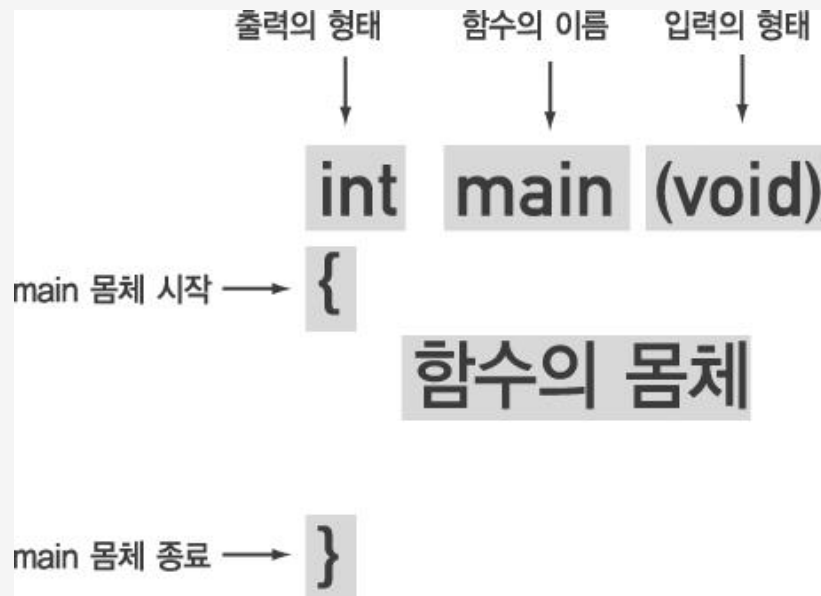 출력의 형태 함수의 이름 입력의 형태
int main (void)
main 몸체 시작 {
함수의 몸체
main 몸체 종료 }